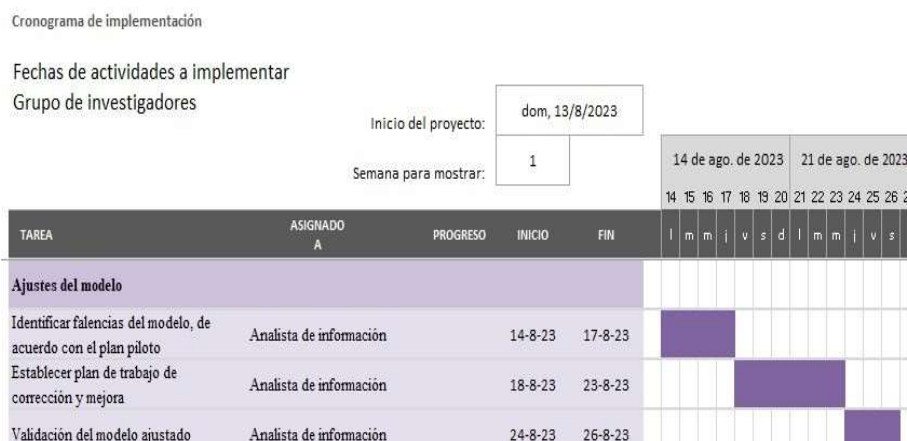 Cronograma de implementación
Fechas de actividades a implementar
Grupo de investigadores
Inicio del proyecto: dom, 13/8/2023
Semana para mostrar: 1
14 de ago. de 2023 21 de ago. de 2023
14 15 16 17 18 19 20 21 22 23 24 25 26
TAREA ASIGNADO A PROGRESO INICIO FIN l m m j v s d l m m j v s
Ajustes del modelo
Identificar falencias del modelo, de
acuerdo con el plan piloto Analista de información 14-8-23 17-8-23
Establecer plan de trabajo de
corrección y mejora Analista de información 18-8-23 23-8-23
Validación del modelo ajustado Analista de información 24-8-23 26-8-23